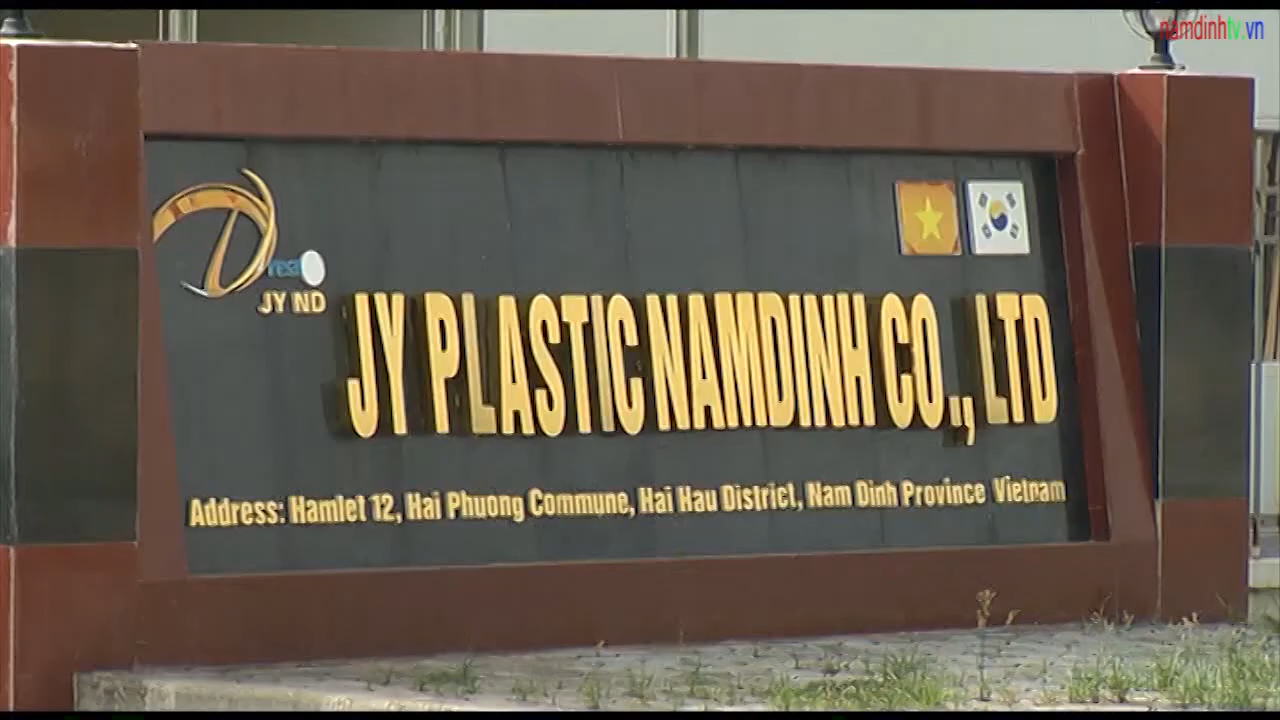 namdinhtv.vn
JY ND
JY PLASTIC NAMDINH CO., LTD
Address: Hamlet 12, Hai Phuong Commune, Hai Hau District, Nam Dinh Province Vietnam